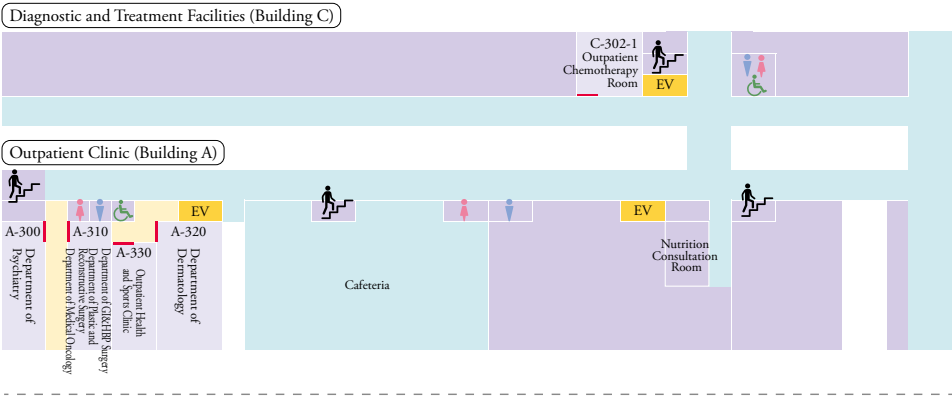 Diagnostic and Treatment Facilities (Building C)
C-302-1
Outpatient
Chemotherapy
Room
EV
Outpatient Clinic (Building A)
EV
EV
A-300
A-310
A-320
A-330
Department of
Psychiatry
Department of GI&HBP Surgery
Department of Plastic and
Reconstructive Surgery
Department of Medical Oncology
Outpatient Health
and Sports Clinic
Department of
Dermatology
Cafeteria
Nutrition
Consultation
Room